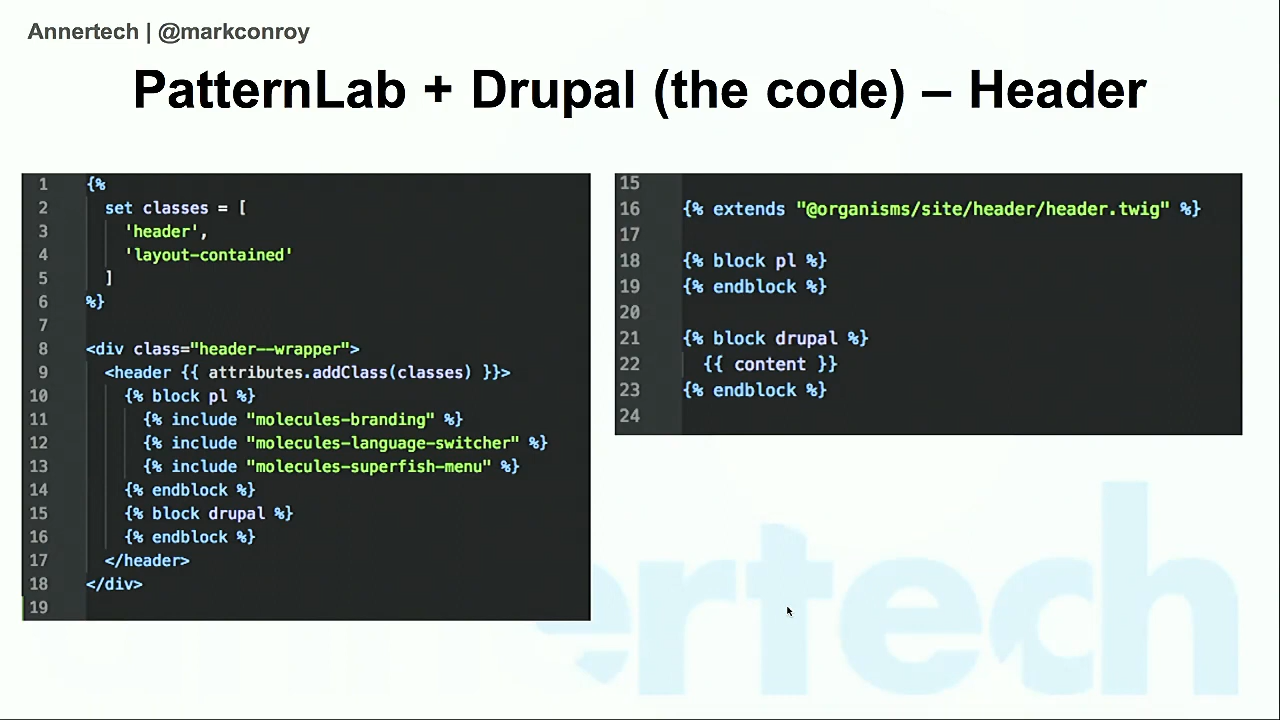 Annertech | @markconroy
PatternLab + Drupal (the code) – Header
1 {%
2 set classes = [
3 'header',
4 'layout-contained'
5 ]
6 %}
7
8 <div class="header--wrapper">
9 <header {{ attributes.addClass(classes) }}>
10 {% block pl %}
11 {% include "molecules-branding" %}
12 {% include "molecules-language-switcher" %}
13 {% include "molecules-superfish-menu" %}
14 {% endblock %}
15 {% block drupal %}
16 {% endblock %}
17 </header>
18 </div>
19
15
16 {% extends "@organisms/site/header/header.twig" %}
17
18 {% block pl %}
19 {% endblock %}
20
21 {% block drupal %}
22 {{ content }}
23 {% endblock %}
24
ertech